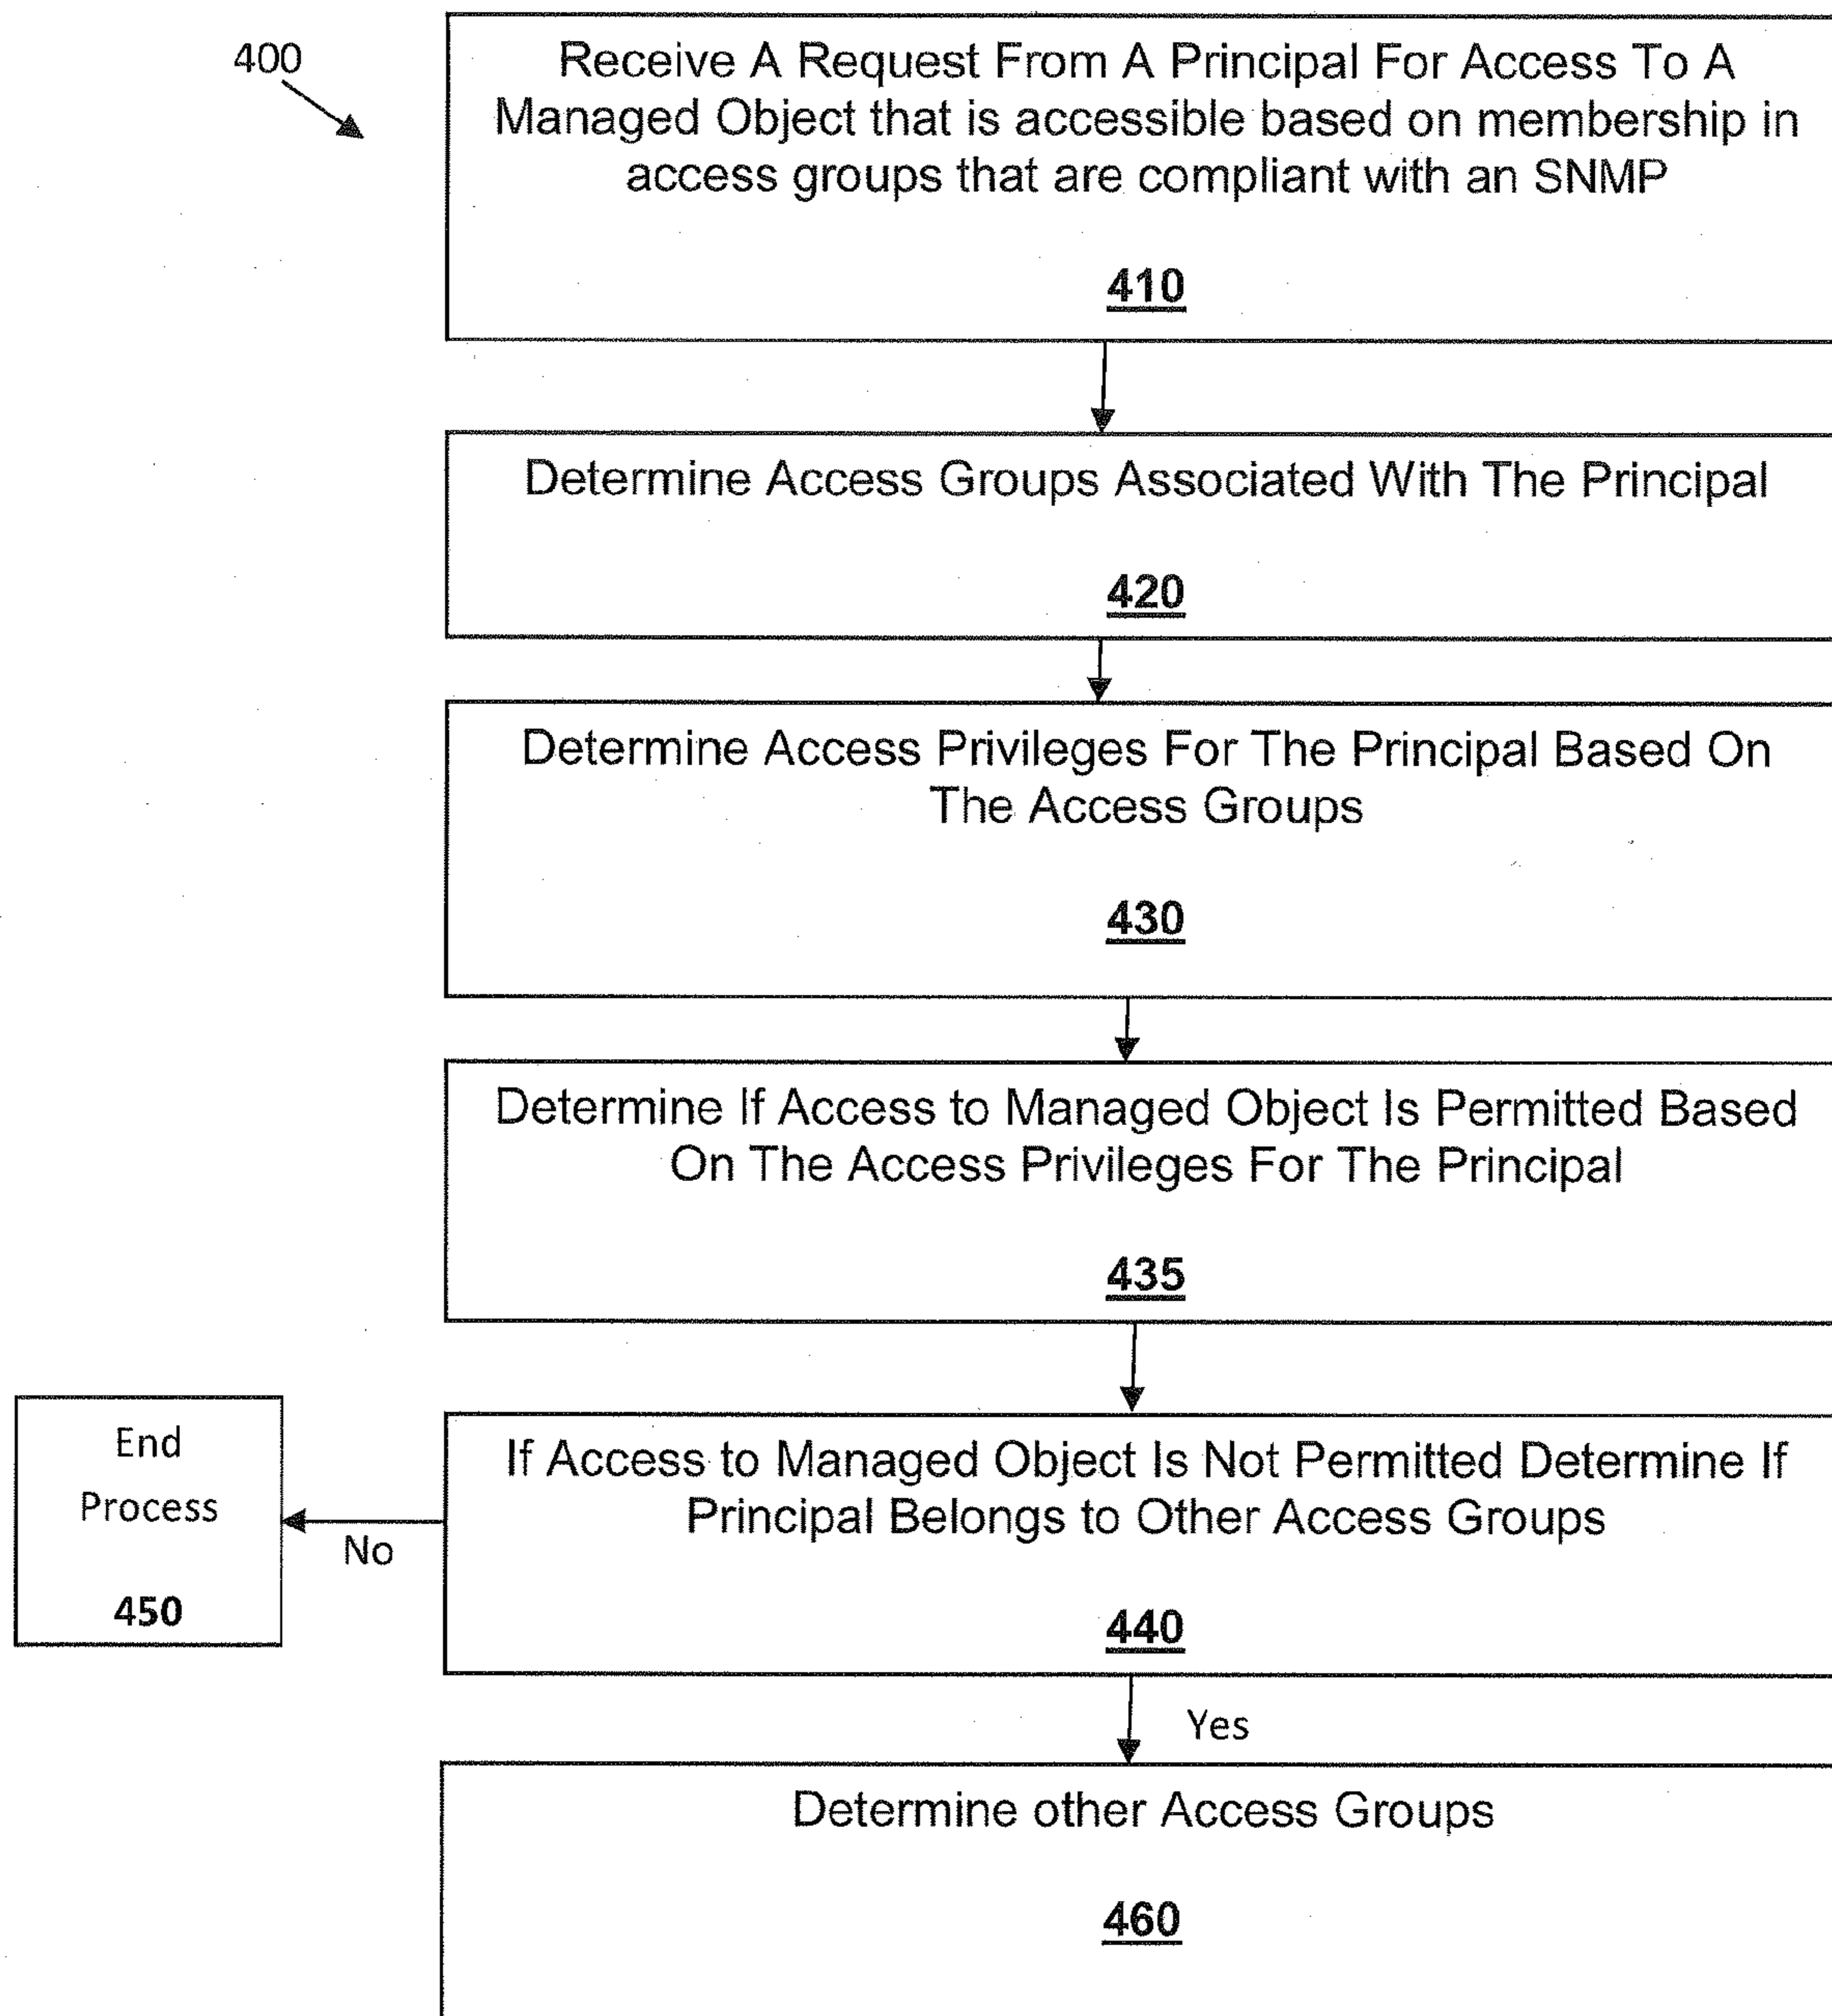 400
Receive A Request From A Principal For Access To A
Managed Object that is accessible based on membership in
access groups that are compliant with an SNMP
410
Determine Access Groups Associated With The Principal
420
Determine Access Privileges For The Principal Based On
The Access Groups
430
Determine If Access to Managed Object Is Permitted Based
On The Access Privileges For The Principal
435
End
Process
450
No
If Access to Managed Object Is Not Permitted Determine If
Principal Belongs to Other Access Groups
440
Yes
Determine other Access Groups
460